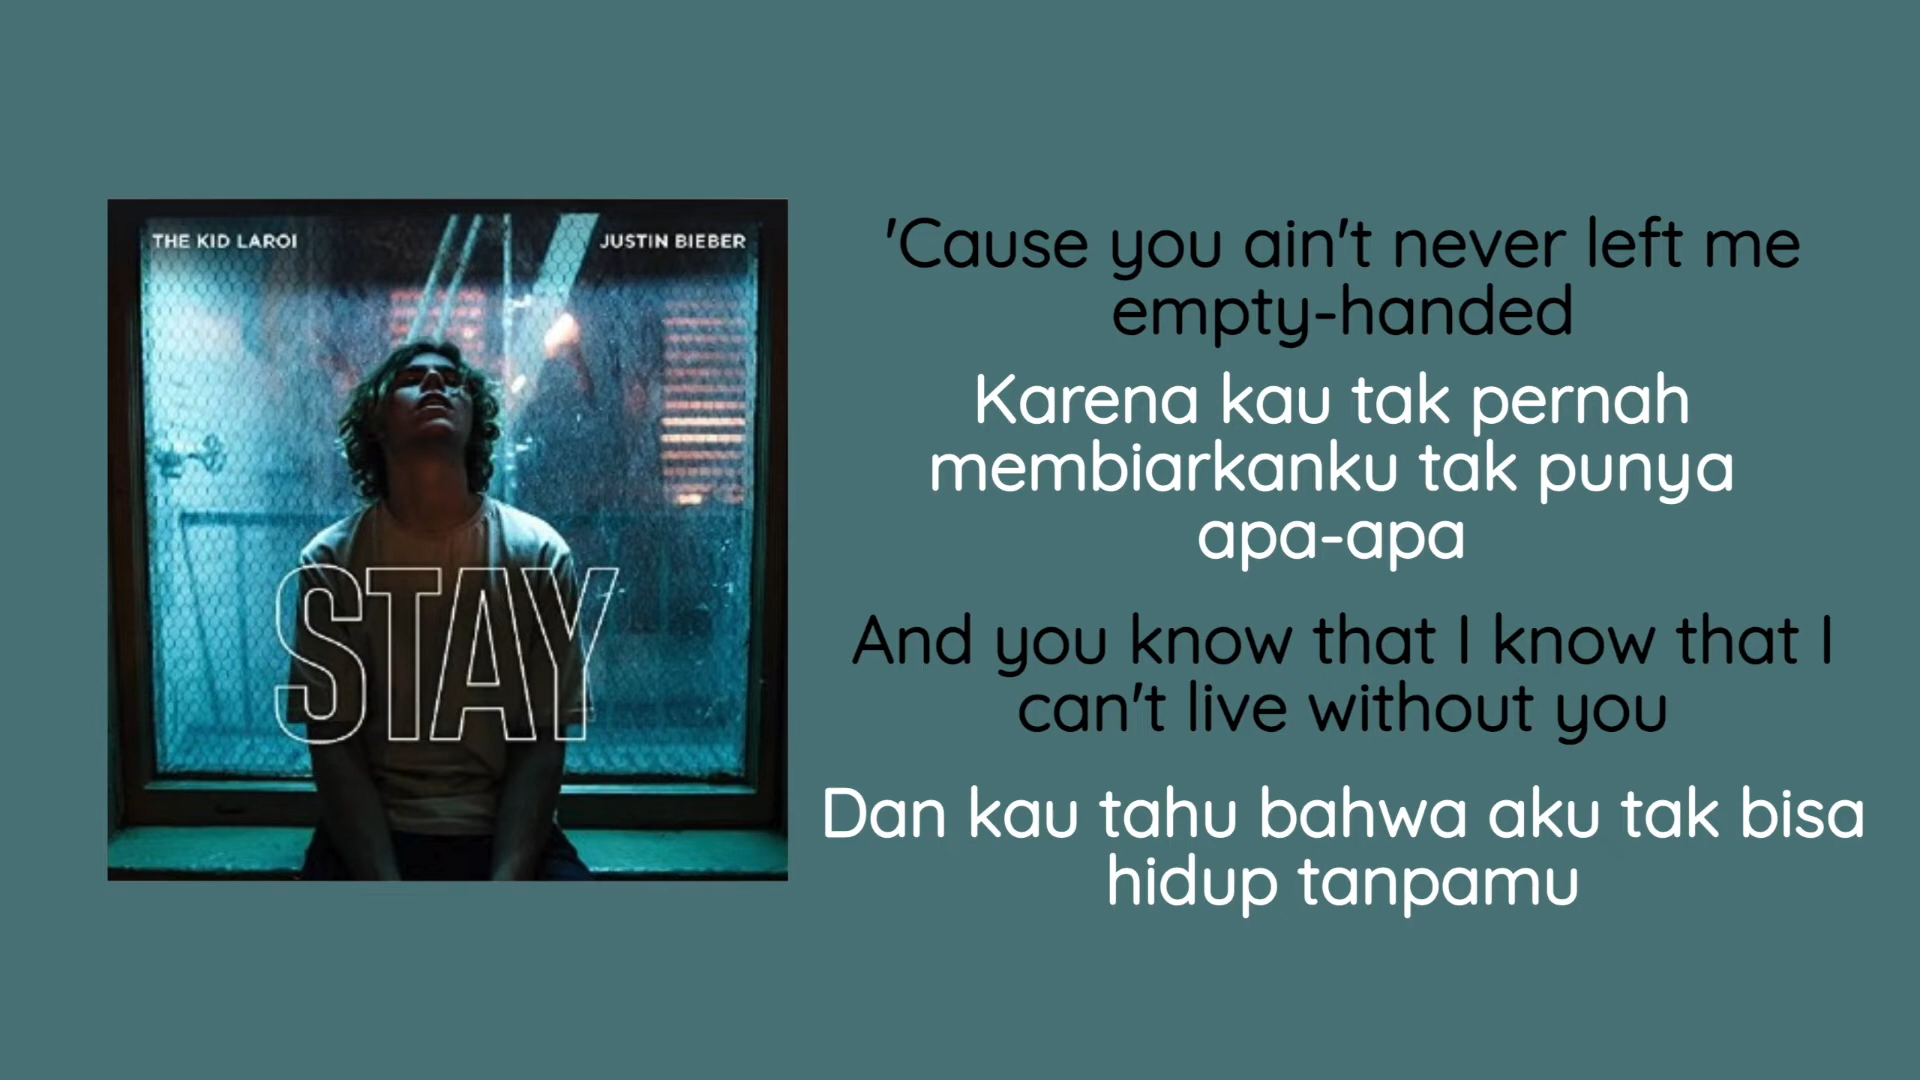 THE KID LAROI
JUSTIN BIEBER
STAY
'Cause you ain't never left me
empty-handed
Karena kau tak pernah
membiarkanku tak punya
apa-apa
And you know that I know that I
can't live without you
Dan kau tahu bahwa aku tak bisa
hidup tanpamu